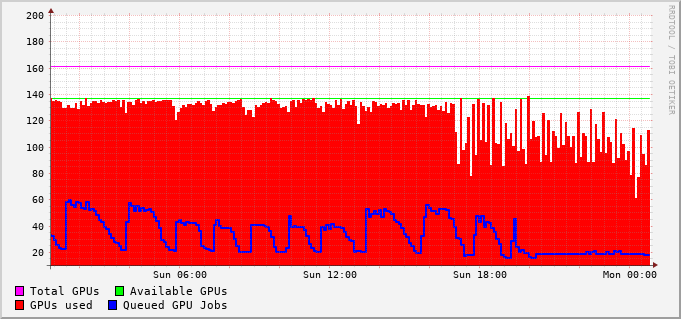 200
180
160
140
120
100
80
60
40
20
Sun 06:00 Sun 12:00 Sun 18:00 Mon 00:00
Total GPUs Available GPUs
GPUs used Queued GPU Jobs
RRDTOOL / TOBI OETIKER